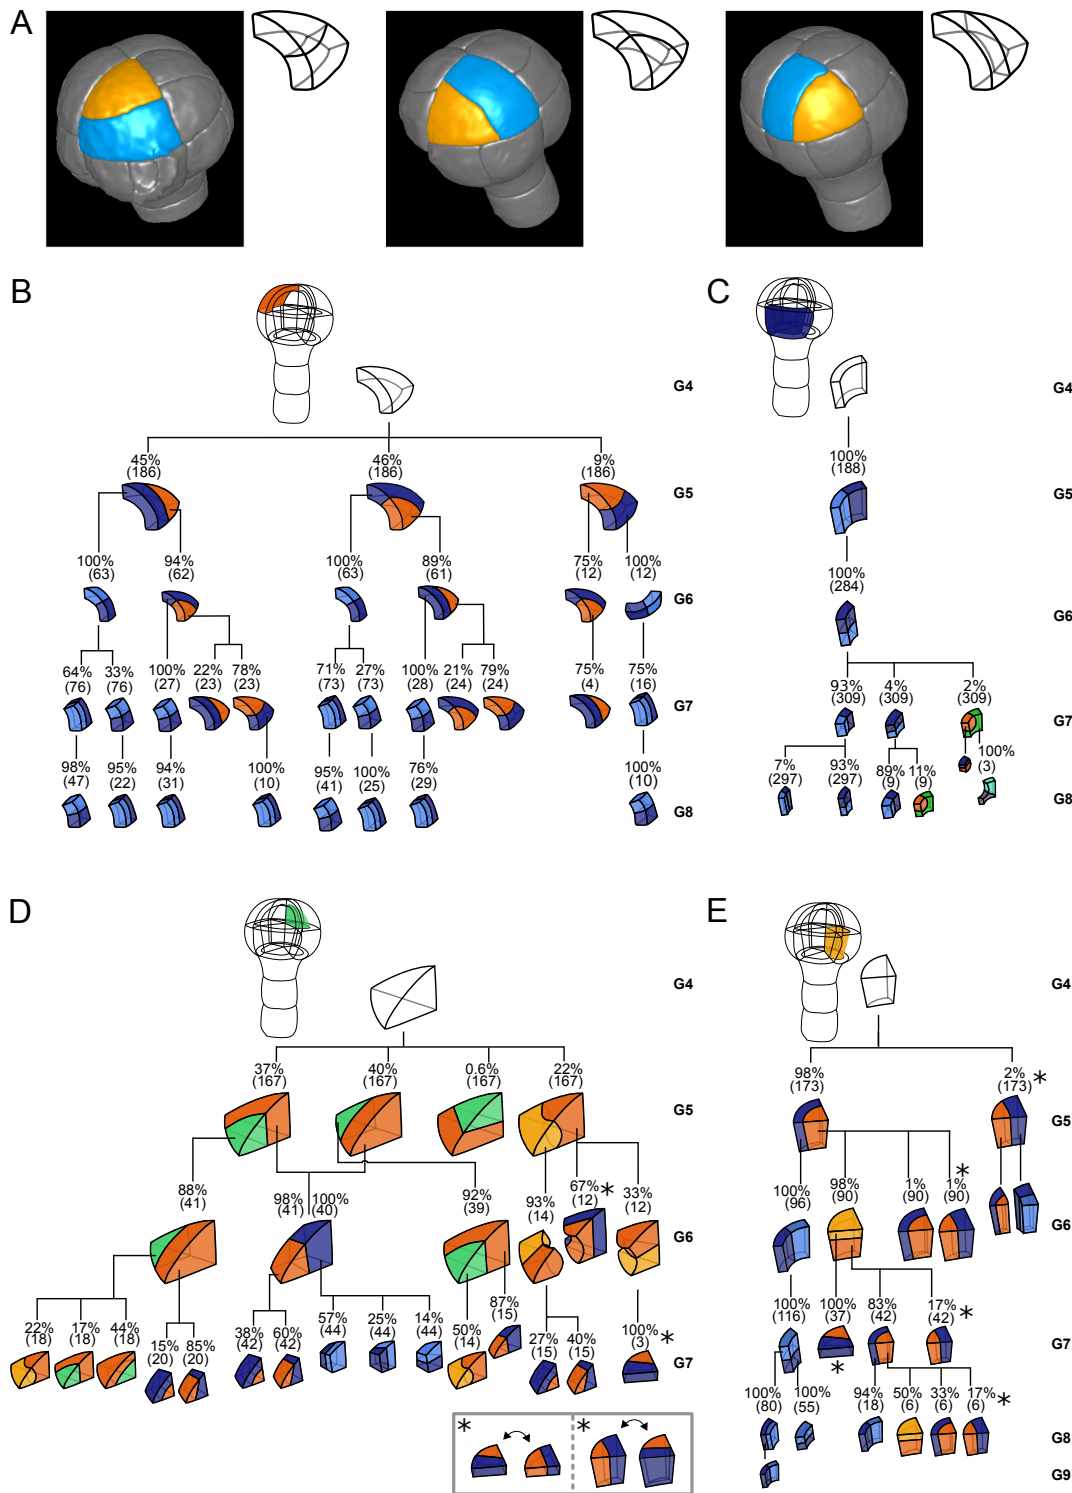 A
B
C
G4
G4
45% 46% 9%
(186) (186) (186)
100%
(188)
G5
G5
100% 94% 100% 89% 75% 100%
(63) (62) (63) (61) (12) (12)
100%
(284)
G6
G6
64% 33% 100% 22% 78% 71% 27% 100% 21% 79% 75% 75%
(76) (76) (27) (23) (23) (73) (73) (28) (24) (24) (4) (16)
93% 4% 2%
(309) (309) (309)
G7
G7
98% 95% 94% 100% 95% 100% 76% 100%
(47) (22) (31) (10) (41) (25) (29) (10)
7% 93% 89% 11% 100%
(297) (297) (9) (9) (3)
G8
G8
D
E
G4
G4
37% 40% 0.6% 22%
(167) (167) (167) (167)
98% 2% *
(173) (173)
G5
G5
88% 98% 100% 92% 93% 67% * 33%
(41) (41) (40) (39) (14) (12) (12)
100% 98% 1% 1% *
(96) (90) (90) (90)
G6
G6
22% 17% 44% 15% 85% 38% 60% 57% 25% 14% 50% 87% 27% 40% 100% *
(18) (18) (18) (20) (20) (42) (42) (44) (44) (44) (14) (15) (15) (15) (3)
100% 100% 83% 17% *
(116) (37) (42) (42)
G7
G7
*
100% 100% 94% 50% 33% 17% *
(80) (55) (18) (6) (6) (6)
G8
G9
* *